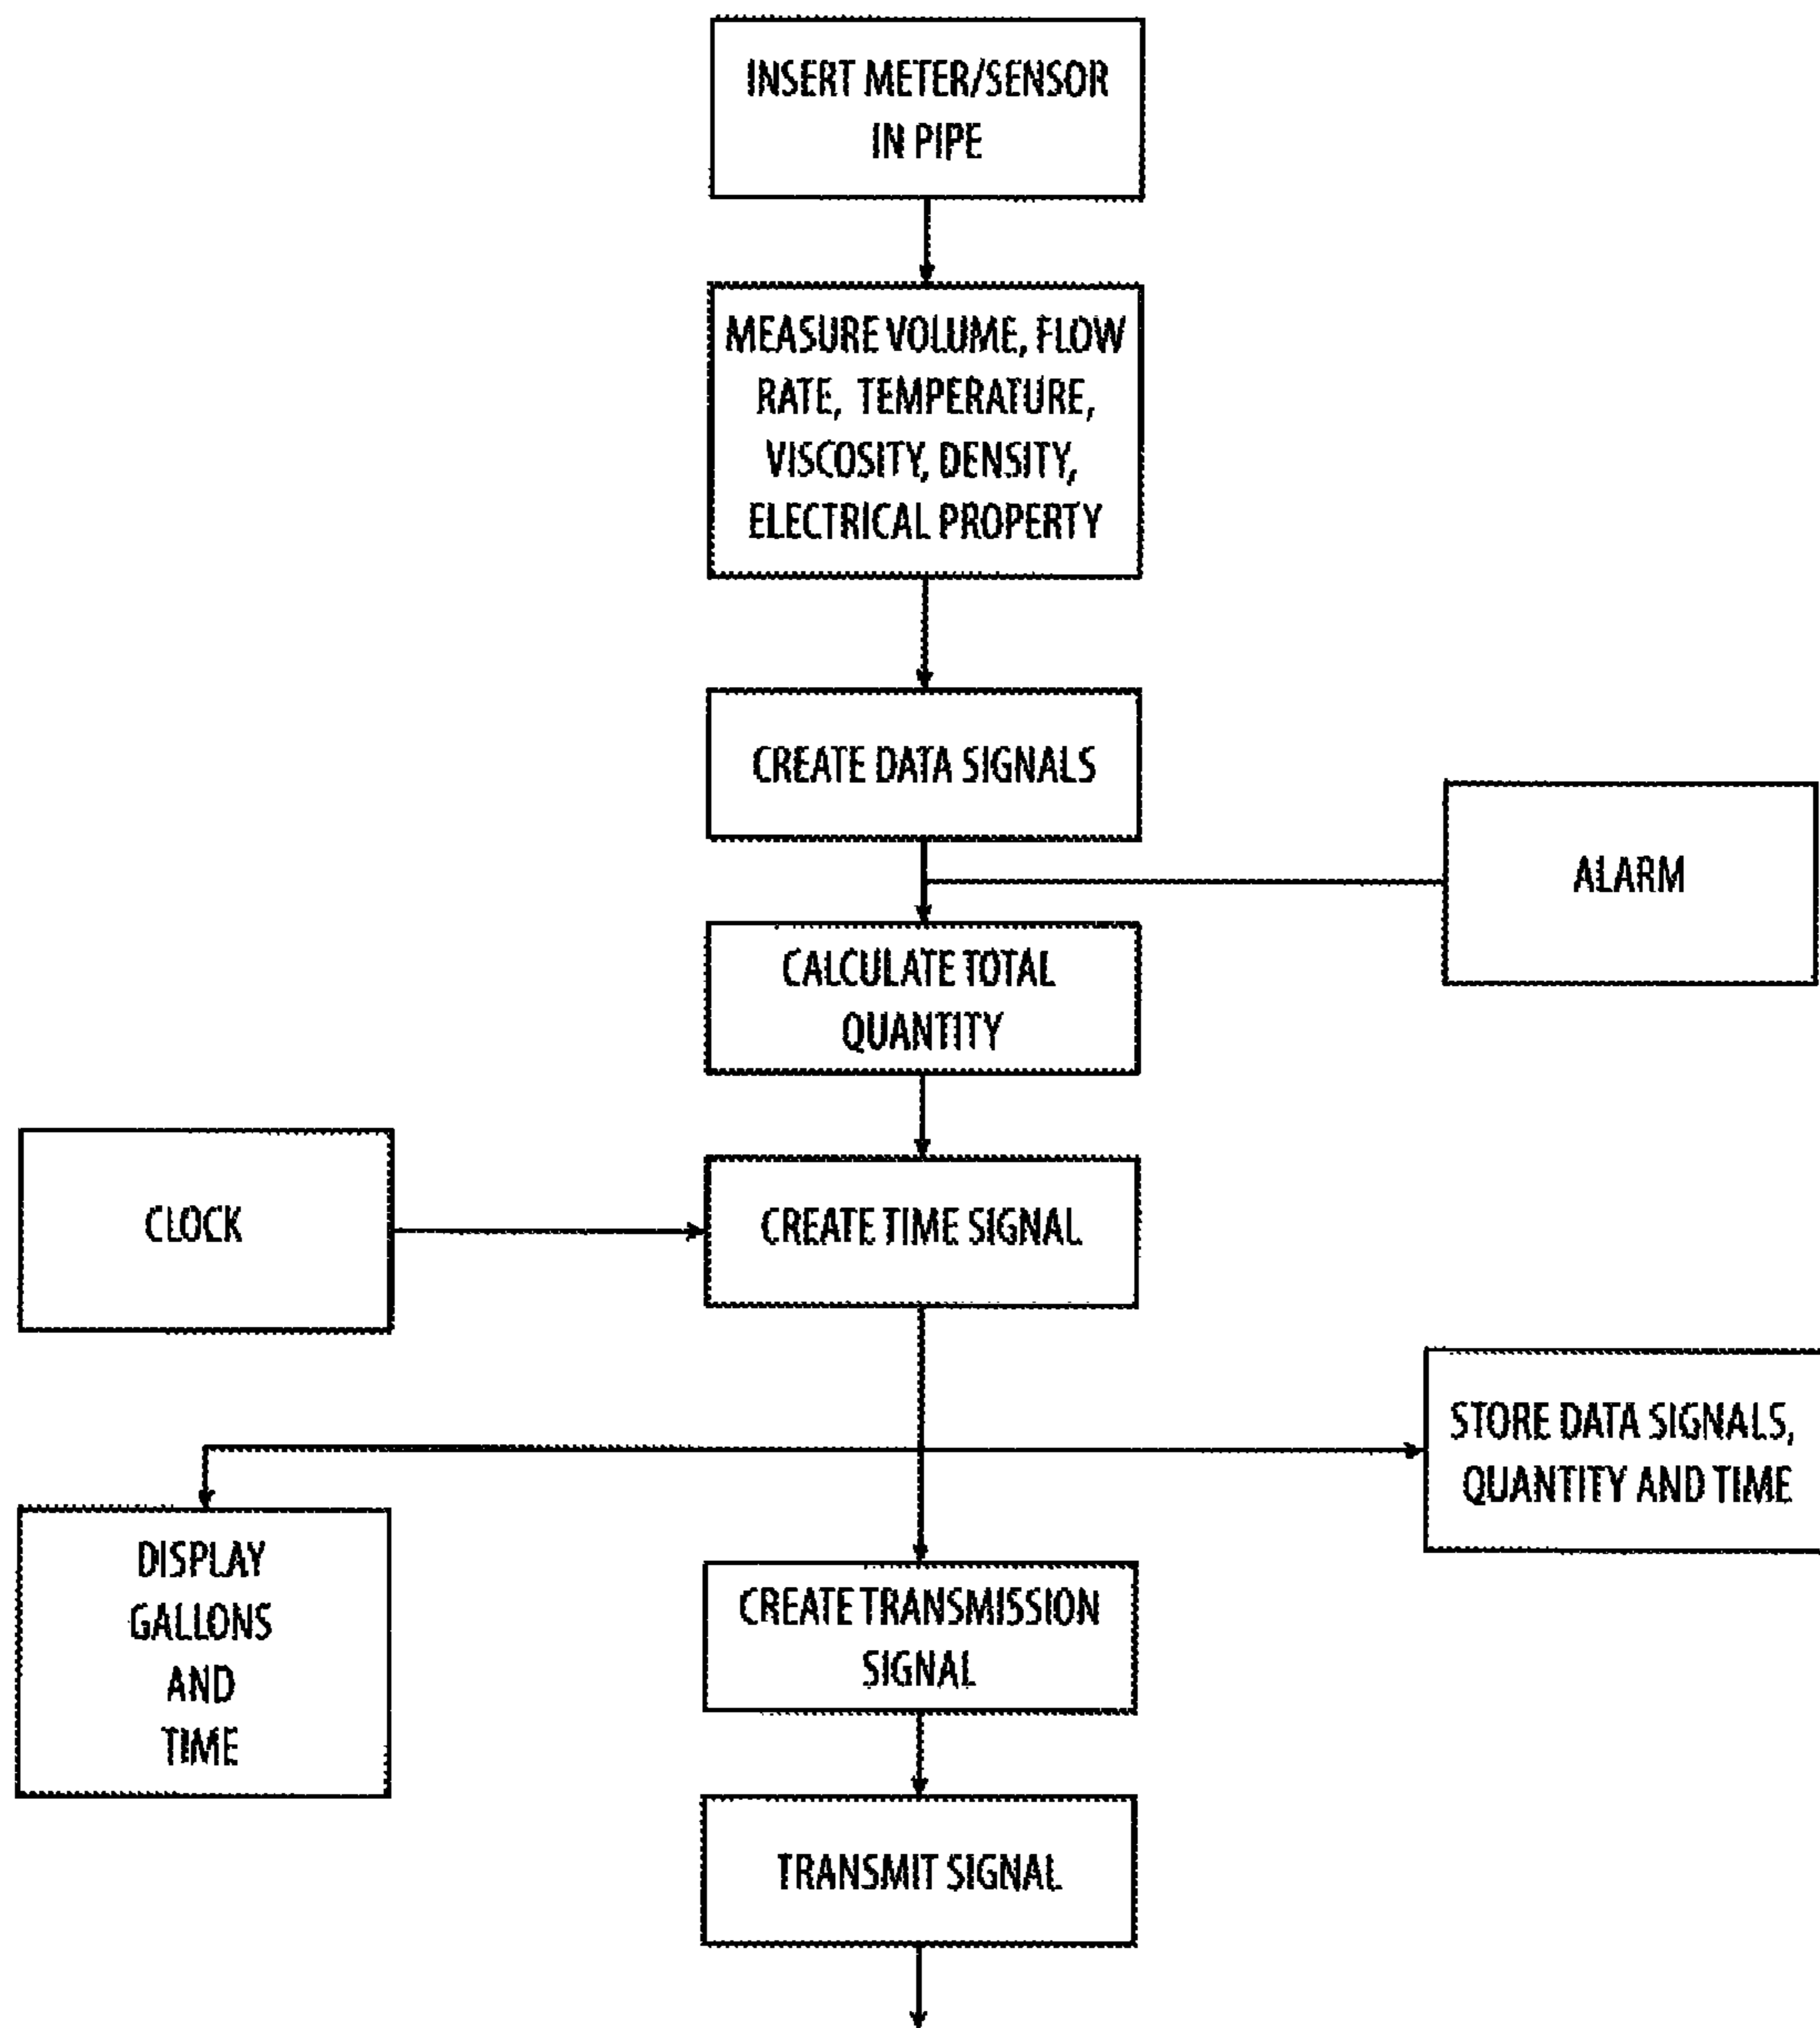 INSERT METER/SENSOR
IN PIPE
MEASURE VOLUME, FLOW
RATE, TEMPERATURE,
VISCOSITY, DENSITY,
ELECTRICAL PROPERTY
CREATE DATA SIGNALS
ALARM
CALCULATE TOTAL
QUANTITY
CLOCK
CREATE TIME SIGNAL
STORE DATA SIGNALS,
QUANTITY AND TIME
DISPLAY
GALLONS
AND
TIME
CREATE TRANSMISSION
SIGNAL
TRANSMIT SIGNAL